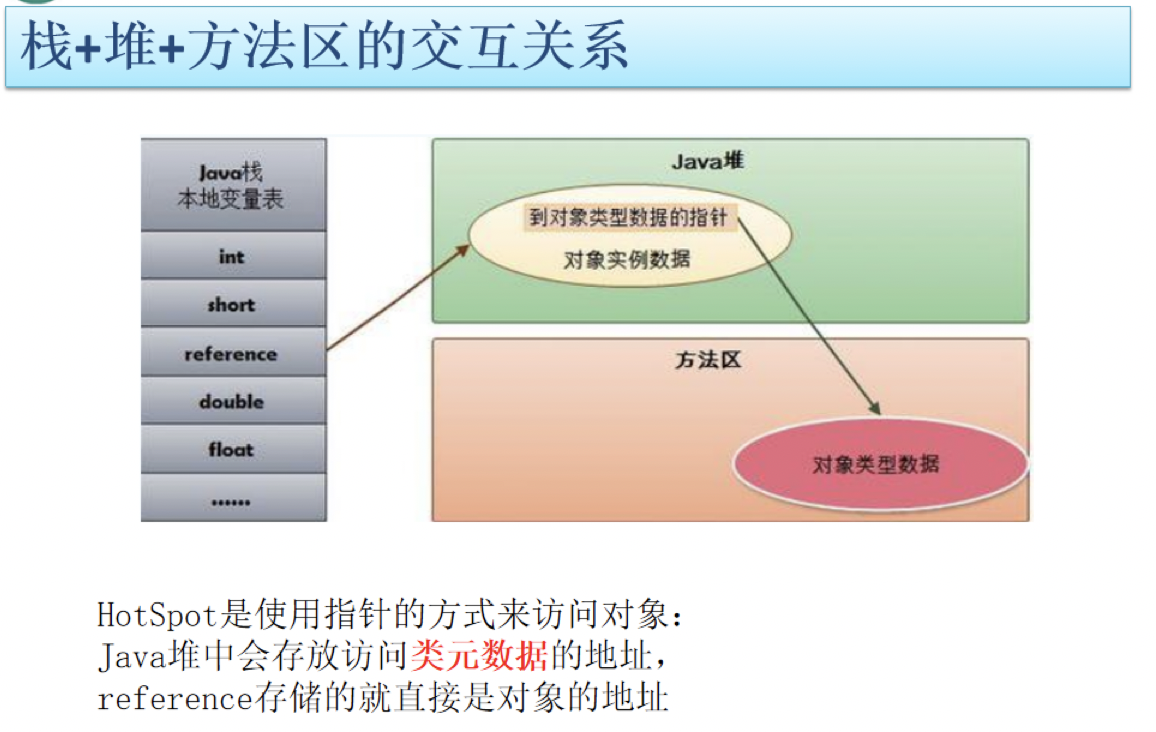 栈+堆+方法区的交互关系
Java栈
本地变量表
int
short
reference
double
float
......
Java堆
到对象类型数据的指针
对象实例数据
方法区
对象类型数据
HotSpot是使用指针的方式来访问对象：
Java堆中会存放访问类元数据的地址，
reference存储的就直接是对象的地址